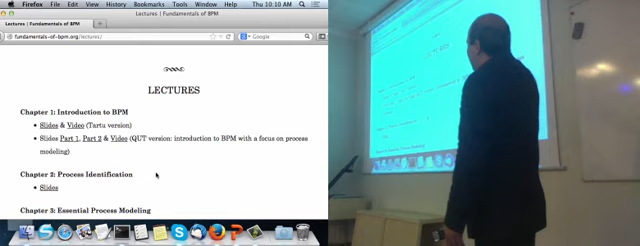 Firefox File Edit View History Bookmarks Tools Window Help Thu 10:10 AM
Lectures | Fundamentals of BPM
Lectures | Fundamentals of BPM
fundamentals-of-bpm.org/lectures/
Google
LECTURES
Chapter 1: Introduction to BPM
• Slides & Video (Tartu version)
• Slides Part 1, Part 2 & Video (QUT version: introduction to BPM with a focus on process
modeling)
Chapter 2: Process Identification
• Slides
Chapter 3: Essential Process Modeling
LECTURES